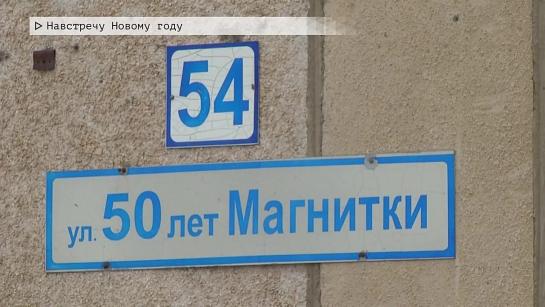 Навстречу Новому году
54
ул. 50 лет Магнитки